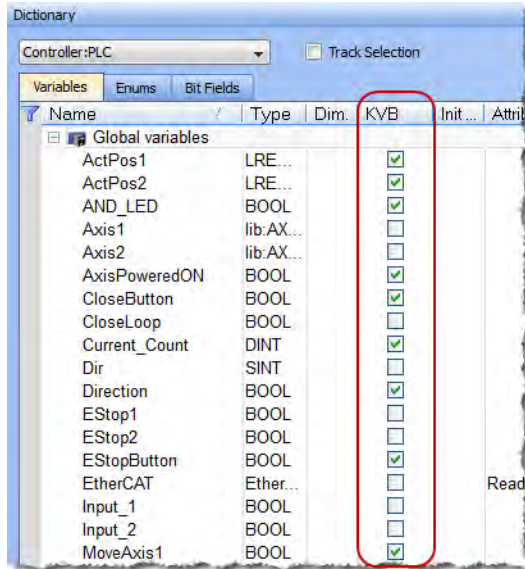 Dictionary
Controller:PLC Track Selection
Variables Enums Bit Fields
Name Type Dim. KVB Init ... Attri
Global variables
ActPos1 LRE...
ActPos2 LRE...
AND_LED BOOL
Axis1 lib:AX...
Axis2 lib:AX...
AxisPoweredON BOOL
CloseButton BOOL
CloseLoop BOOL
Current_Count DINT
Dir SINT
Direction BOOL
EStop1 BOOL
EStop2 BOOL
EStopButton BOOL
EtherCAT Ether... Read
Input_1 BOOL
Input_2 BOOL
MoveAxis1 BOOL